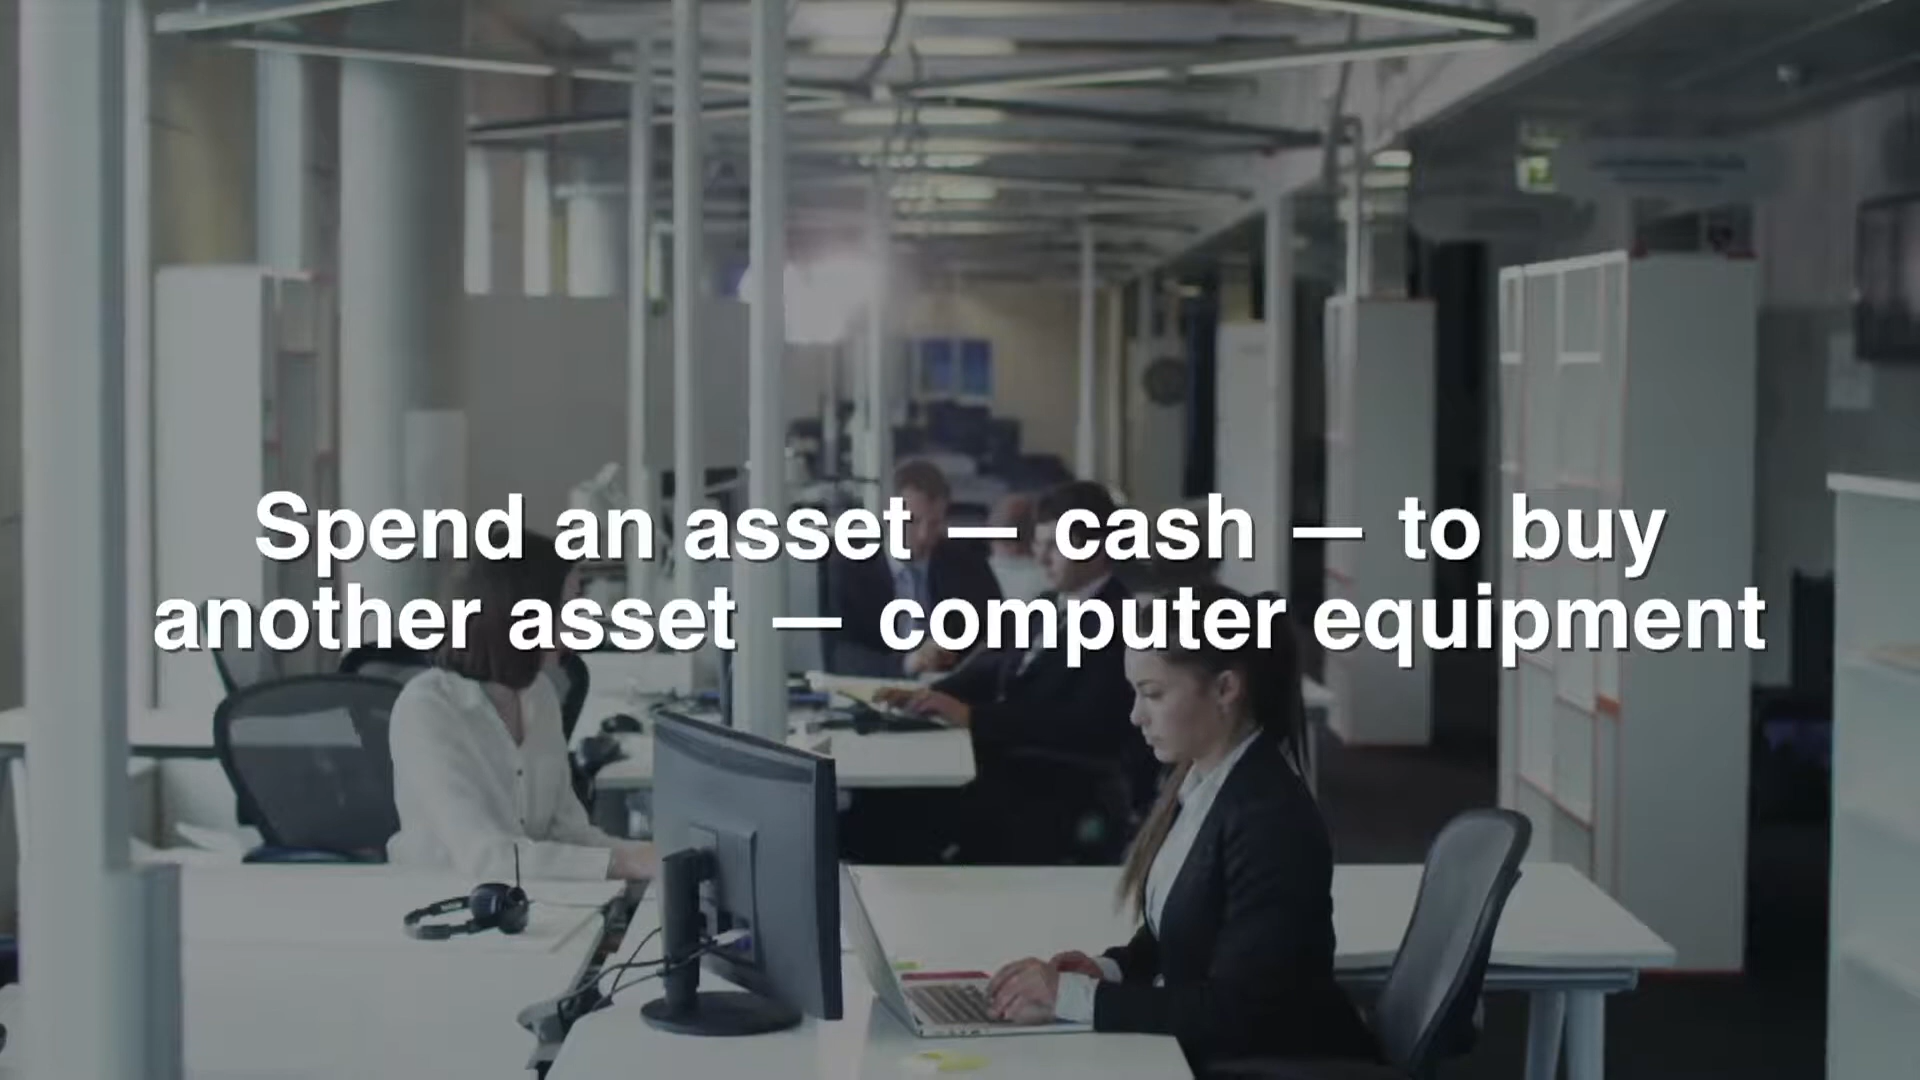 Spend an asset — cash — to buy
another asset — computer equipment